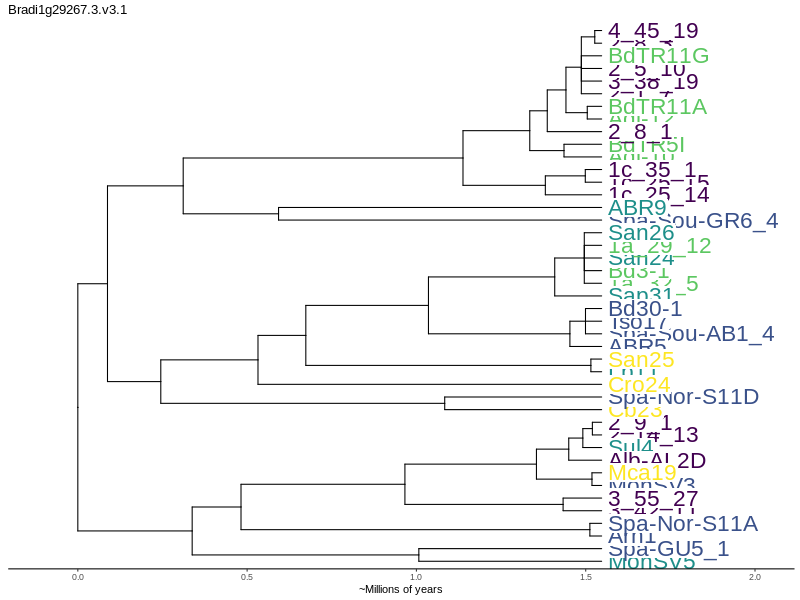 Bradi1g29267.3.v3.1
4_45_19
BdTR11G
2_5_10
3_38_19
BdTR11A
2_8_1
BdTR5I
1c_35_1
1c_25_14
ABR9
Spa-Sou-GR6_4
San26
1a_29_12
San24
Bd3-1
1a_32_5
San31
Bd30-1
Tso17
Spa-Sou-AB1_4
ABR5
San25
Cro24
Spa-Nor-S11D
Cb23
2_9_1
2_14_13
Sul4
Alb-AL2D
Mca19
MonSV3
3_55_27
Spa-Nor-S11A
Arn1
Spa-GU5_1
MonSV5
0.0 0.5 1.0 1.5 2.0
~Millions of years